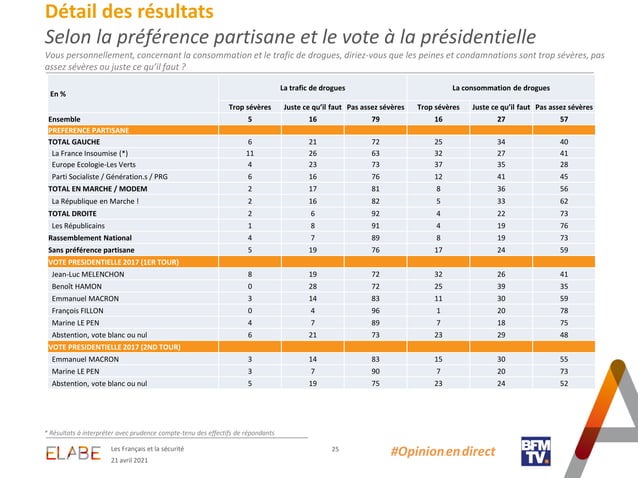 Détail des résultats
Selon la préférence partisane et le vote à la présidentielle
Vous personnellement, concernant la consommation et le trafic de drogues, diriez-vous que les peines et condamnations sont trop sévères, pas
assez sévères ou juste ce qu’il faut ?
En % La trafic de drogues La consommation de drogues
Trop sévères Juste ce qu’il faut Pas assez sévères Trop sévères Juste ce qu’il faut Pas assez sévères
Ensemble 5 16 79 16 27 57
PREFERENCE PARTISANE
TOTAL GAUCHE 6 21 72 25 34 40
La France Insoumise (*) 11 26 63 32 27 41
Europe Ecologie-Les Verts 4 23 73 37 35 28
Parti Socialiste / Génération.s / PRG 6 16 76 12 41 45
TOTAL EN MARCHE / MODEM 2 17 81 8 36 56
La République en Marche ! 2 16 82 5 33 62
TOTAL DROITE 2 6 92 4 22 73
Les Républicains 1 8 91 4 19 76
Rassemblement National 4 7 89 8 19 73
Sans préférence partisane 5 19 76 17 24 59
VOTE PRESIDENTIELLE 2017 (1ER TOUR)
Jean-Luc MELENCHON 8 19 72 32 26 41
Benoît HAMON 0 28 72 25 39 35
Emmanuel MACRON 3 14 83 11 30 59
François FILLON 0 4 96 1 20 78
Marine LE PEN 4 7 89 7 18 75
Abstention, vote blanc ou nul 6 21 73 23 29 48
VOTE PRESIDENTIELLE 2017 (2ND TOUR)
Emmanuel MACRON 3 14 83 15 30 55
Marine LE PEN 3 7 90 7 20 73
Abstention, vote blanc ou nul 5 19 75 23 24 52
* Résultats à interpréter avec prudence compte-tenu des effectifs de répondants
ELABE Les Français et la sécurité 25 #Opinion en direct BFM TV.
21 avril 2021